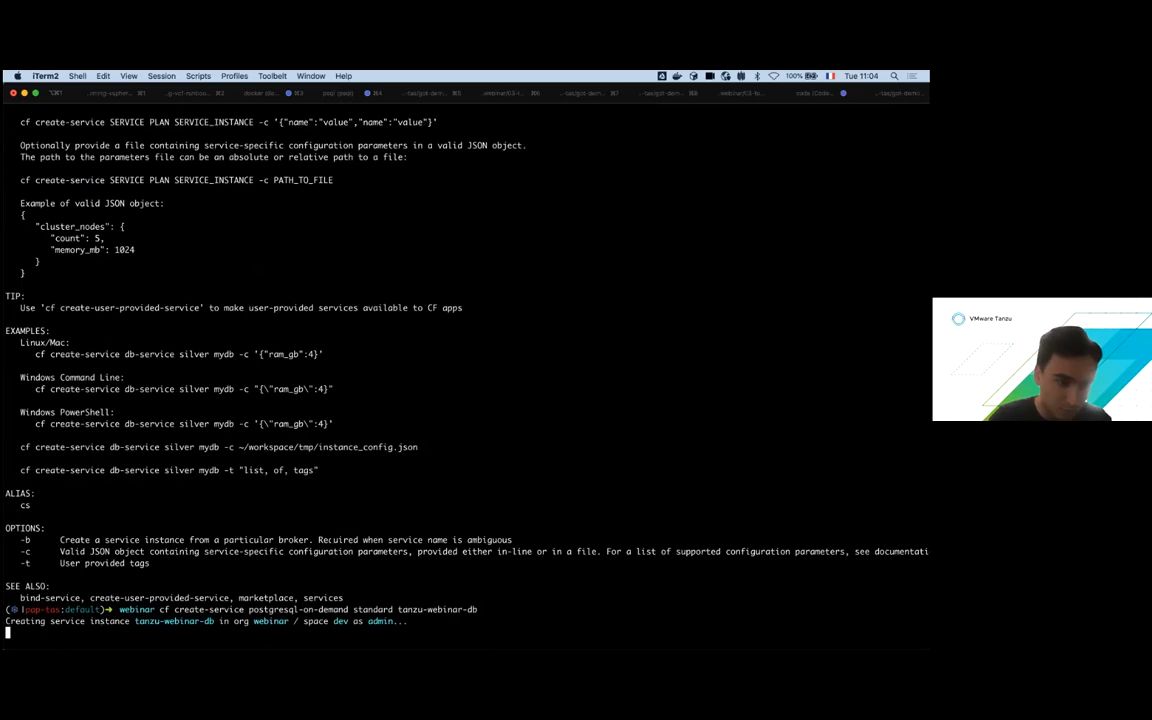 iTerm2 Shell Edit View Session Scripts Profiles Toolbelt Window Help 100% Tue 11:04
docker (do... psql (psql)
cf create-service SERVICE PLAN SERVICE_INSTANCE -c '{"name":"value","name":"value"}'
Optionally provide a file containing service-specific configuration parameters in a valid JSON object.
The path to the parameters file can be an absolute or relative path to a file:
cf create-service SERVICE PLAN SERVICE_INSTANCE -c PATH_TO_FILE
Example of valid JSON object:
{
"cluster_nodes": {
"count": 5,
"memory_mb": 1024
}
}
TIP:
Use 'cf create-user-provided-service' to make user-provided services available to CF apps
EXAMPLES:
Linux/Mac:
cf create-service db-service silver mydb -c '{"ram_gb":4}'
Windows Command Line:
cf create-service db-service silver mydb -c "{\"ram_gb\":4}"
Windows PowerShell:
cf create-service db-service silver mydb -c '{\"ram_gb\":4}'
cf create-service db-service silver mydb -c ~/workspace/tmp/instance_config.json
cf create-service db-service silver mydb -t "list, of, tags"
ALIAS:
cs
OPTIONS:
-b Create a service instance from a particular broker. Required when service name is ambiguous
-c Valid JSON object containing service-specific configuration parameters, provided either in-line or in a file. For a list of supported configuration parameters, see documentati
-t User provided tags
SEE ALSO:
bind-service, create-user-provided-service, marketplace, services
(⎈ |pap-tas:default)➜ webinar cf create-service postgresql-on-demand standard tanzu-webinar-db
Creating service instance tanzu-webinar-db in org webinar / space dev as admin...
VMware Tanzu